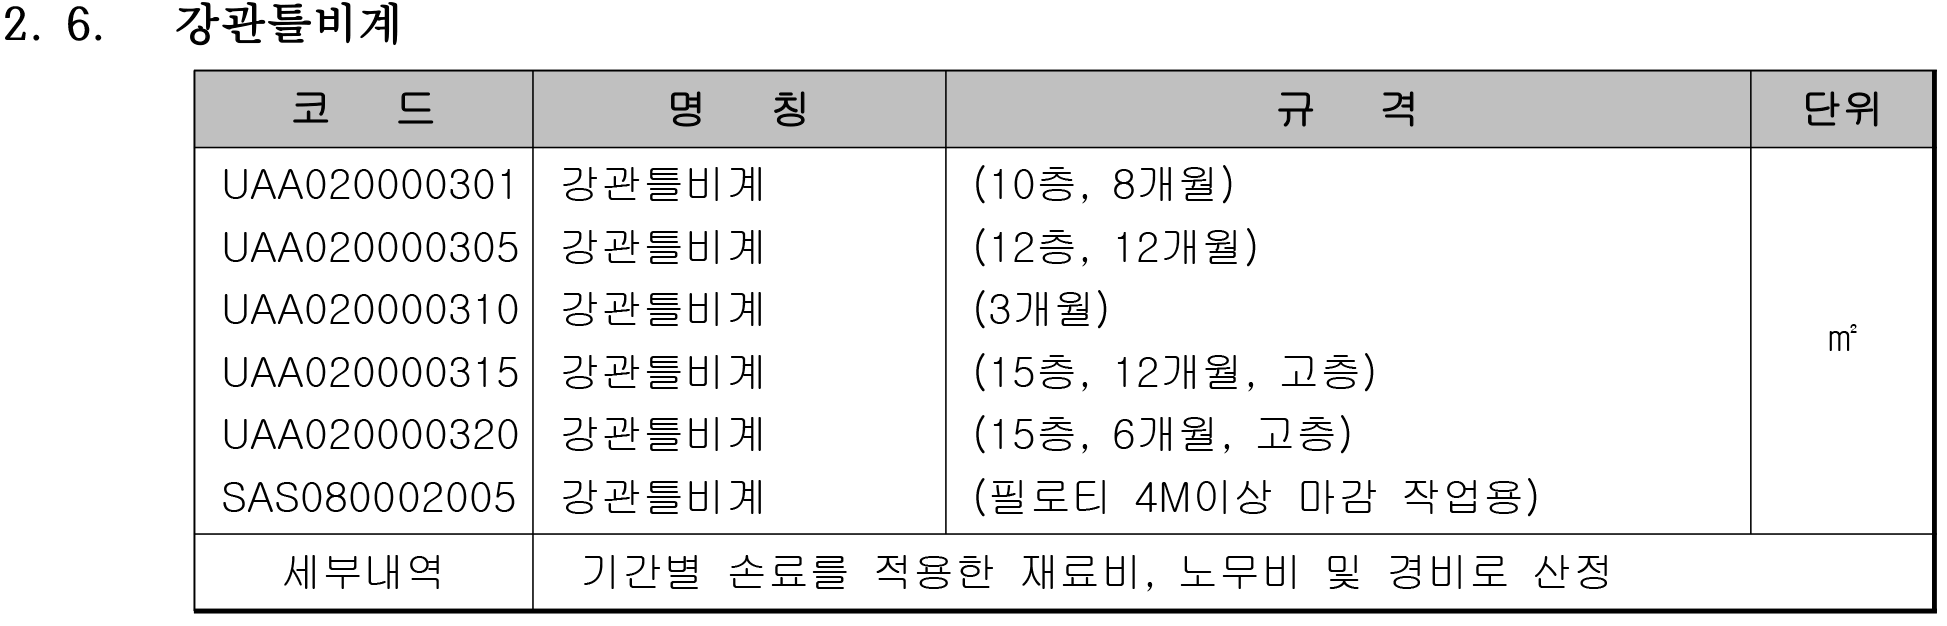 2. 6. 강관틀비계
코 드 명 칭 규 격 단위
UAA020000301 강관틀비계 (10층, 8개월)
UAA020000305 강관틀비계 (12층, 12개월)
UAA020000310 강관틀비계 (3개월)
㎡
UAA020000315 강관틀비계 (15층, 12개월, 고층)
UAA020000320 강관틀비계 (15층, 6개월, 고층)
SAS080002005 강관틀비계 (필로티 4M이상 마감 작업용)
세부내역 기간별 손료를 적용한 재료비, 노무비 및 경비로 산정